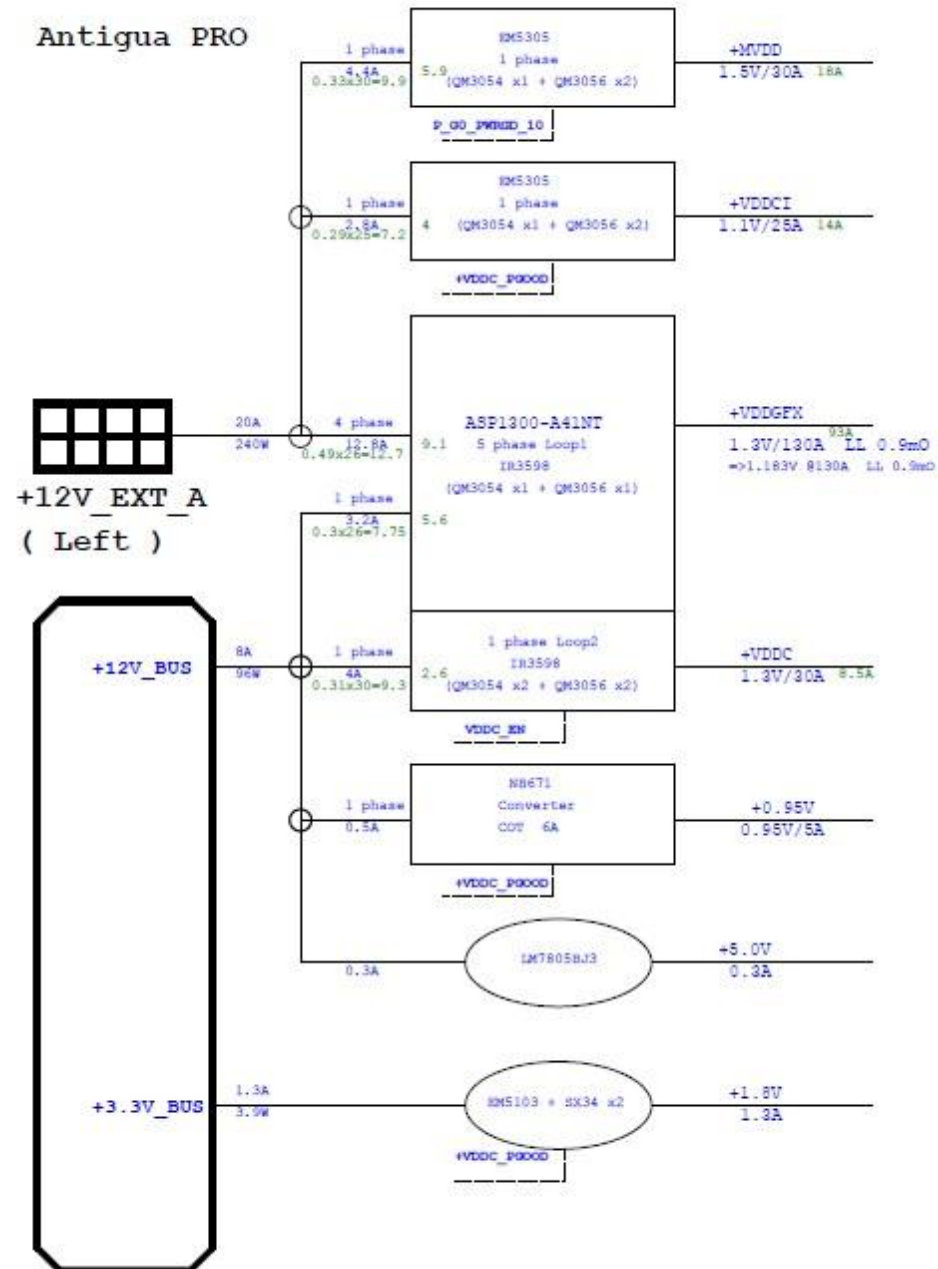 Antigua PRO
1 phase
4.4A
0.33x30=9.9
5.9
EM5305
1 phase
(QM3054 x1 + QM3056 x2)
+MVDD
1.5V/30A 18A
P_GO_PWRGD_10
1 phase
2.8A
0.29x25=7.2
4
EM5305
1 phase
(QM3054 x1 + QM3056 x2)
+VDDCI
1.1V/25A 14A
+VDDC_PGOOD
20A
240W
+12V_EXT_A
( Left )
4 phase
12.8A
0.49x26=12.7
9.1
1 phase
3.2A
0.3x26=7.75
5.6
ASP1300-A41NT
5 phase Loop1
IR3598
(QM3054 x1 + QM3056 x1)
+VDDGFX
93A
1.3V/130A LL 0.9mO
=>1.183V @130A LL 0.9mO
+12V_BUS
8A
96W
1 phase
4A
0.31x30=9.3
2.6
1 phase Loop2
IR3598
(QM3054 x2 + QM3056 x2)
+VDDC
1.3V/30A 8.5A
VDDC_EN
1 phase
0.5A
NB671
Converter
COT 6A
+0.95V
0.95V/5A
+VDDC_PGOOD
0.3A
LM7805BJ3
+5.0V
0.3A
+3.3V_BUS
1.3A
3.9W
EM5103 + SX34 x2
+1.8V
1.3A
+VDDC_PGOOD